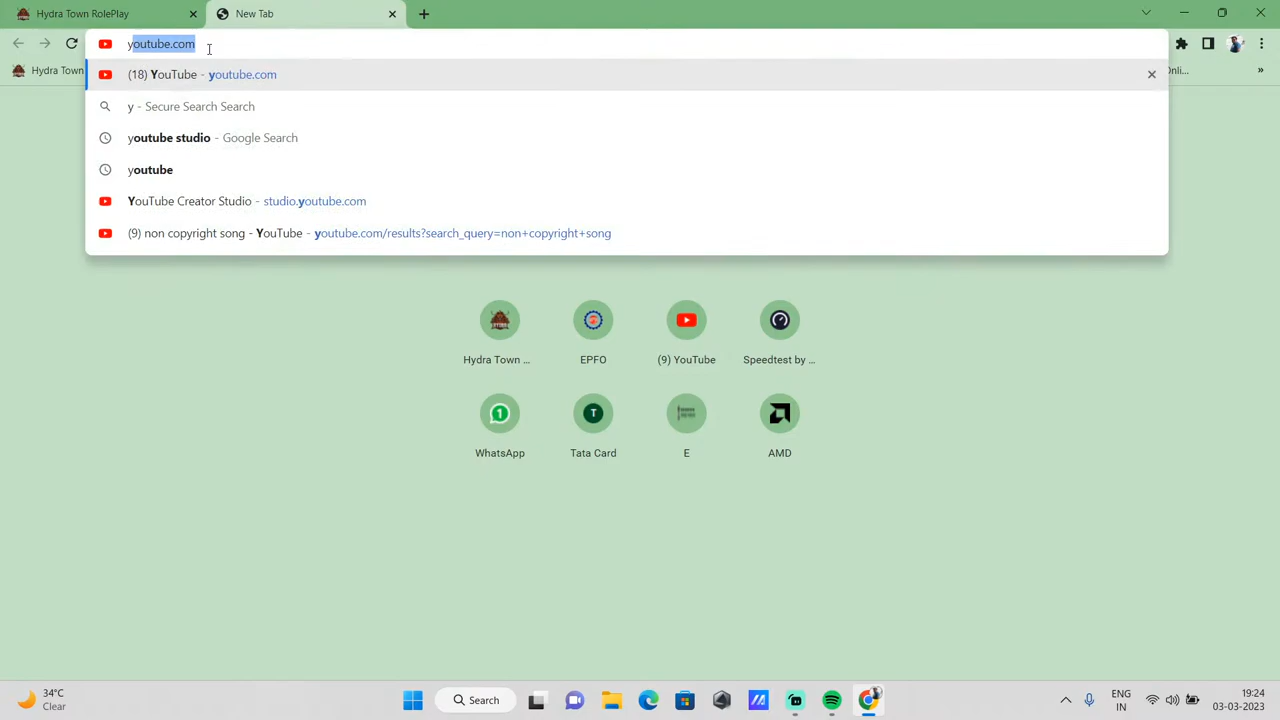 Hydra Town RolePlay
New Tab
youtube.com
Hydra Town
Onli...
»
(18) YouTube - youtube.com
y - Secure Search Search
youtube studio - Google Search
youtube
YouTube Creator Studio - studio.youtube.com
(9) non copyright song - YouTube - youtube.com/results?search_query=non+copyright+song
Hydra Town ...
EPFO
(9) YouTube
Speedtest by ...
1
T
WhatsApp
Tata Card
E
AMD
34°C
Clear
Search
ENG
IN
19:24
03-03-2023